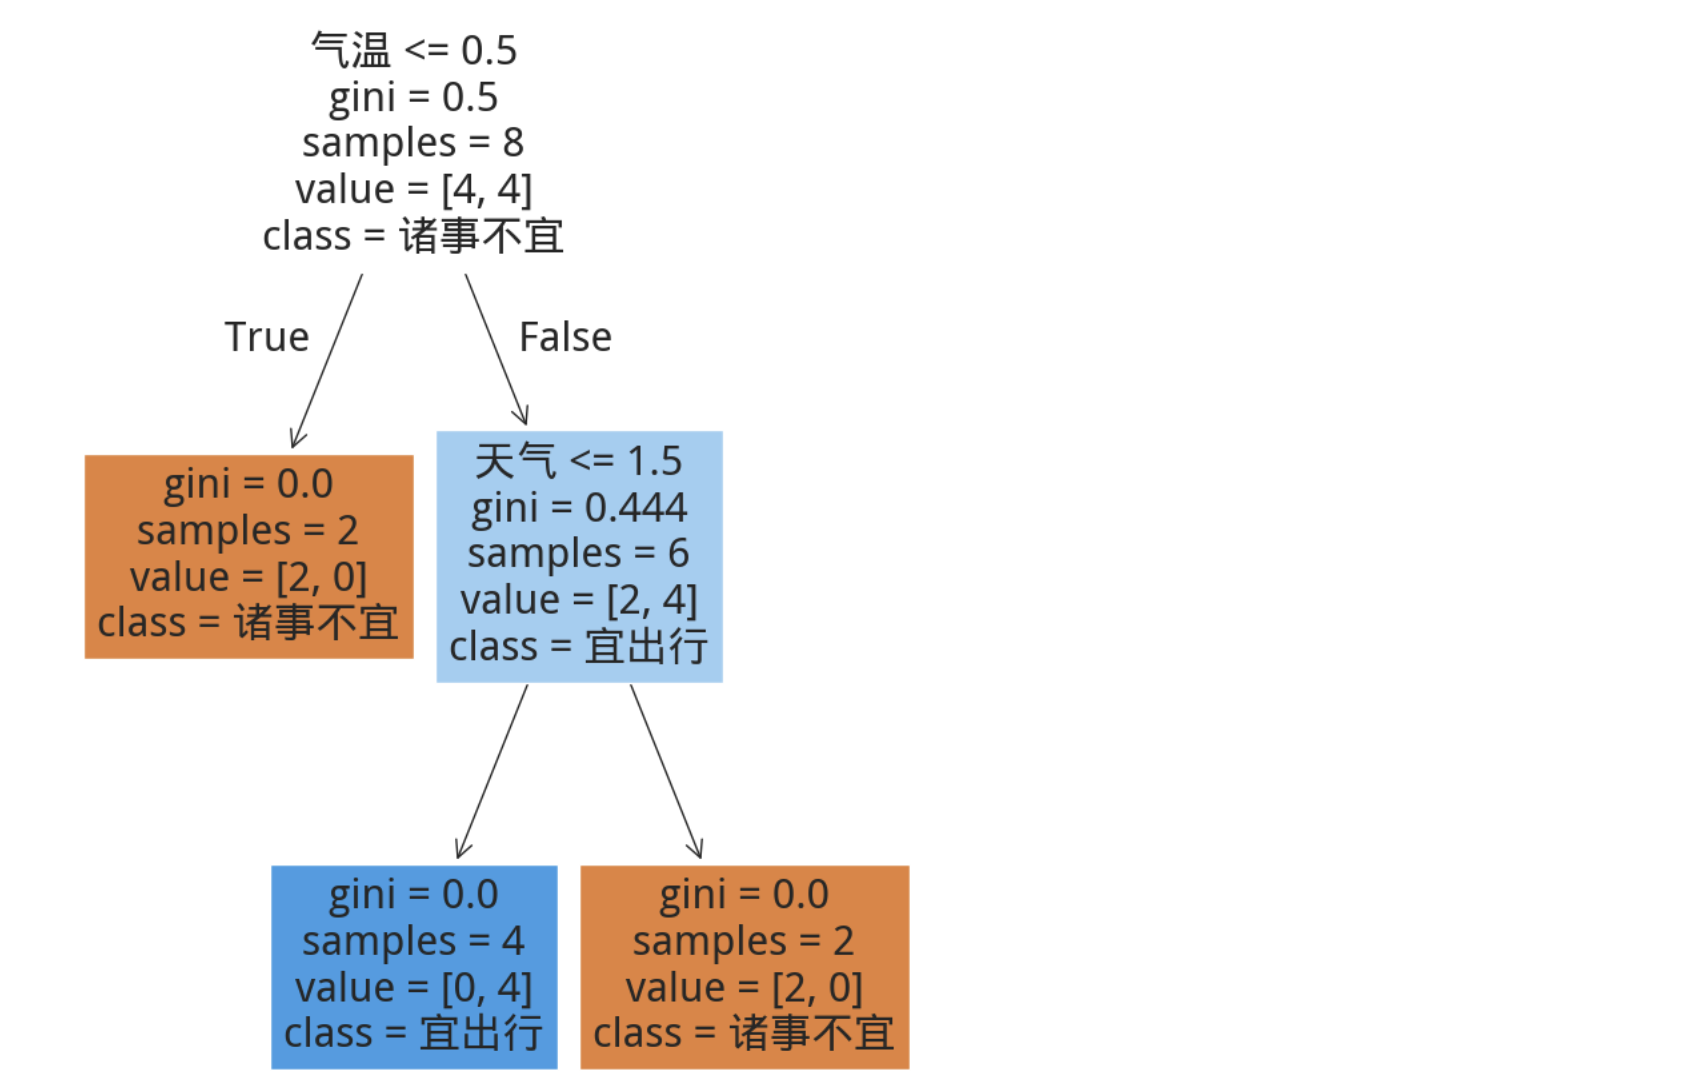 气温 <= 0.5
gini = 0.5
samples = 8
value = [4, 4]
class = 诸事不宜
True
False
gini = 0.0
samples = 2
value = [2, 0]
class = 诸事不宜
天气 <= 1.5
gini = 0.444
samples = 6
value = [2, 4]
class = 宜出行
gini = 0.0
samples = 4
value = [0, 4]
class = 宜出行
gini = 0.0
samples = 2
value = [2, 0]
class = 诸事不宜